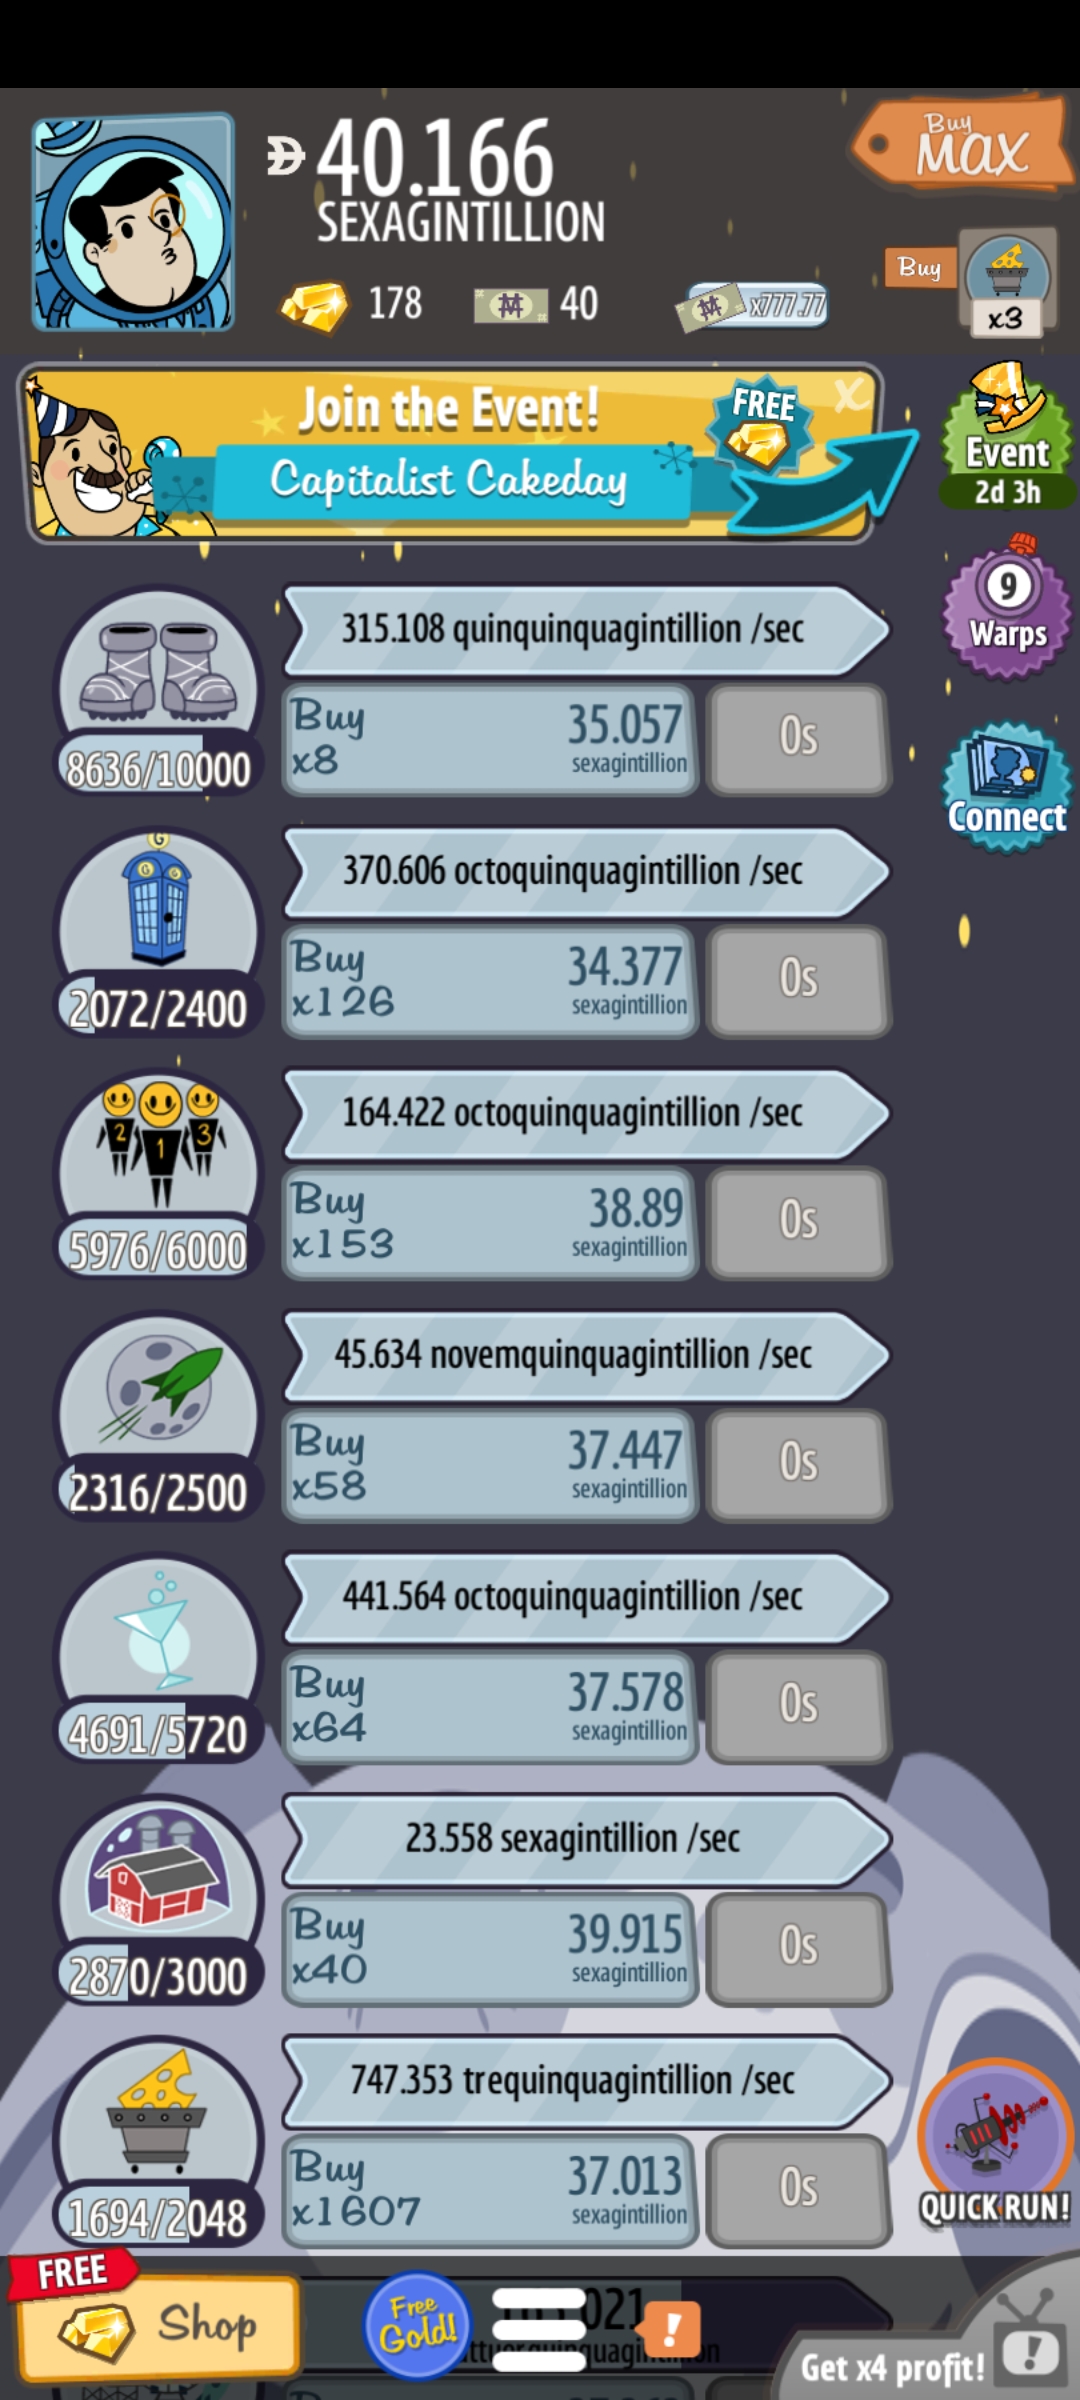 40.166
SEXAGINTILLION
Buy
MAX
178
40
x777.77
Buy
x3
Join the Event!
Capitalist Cakeday
FREE
X
Event
2d 3h
9
Warps
Connect
315.108 quinquinquagintillion /sec
8636/10000
Buy
x8
35.057
sexagintillion
0s
G
G G
370.606 octoquinquagintillion /sec
2072/2400
Buy
x126
34.377
sexagintillion
0s
2 1 3
164.422 octoquinquagintillion /sec
5976/6000
Buy
x153
38.89
sexagintillion
0s
45.634 novemquinquagintillion /sec
2316/2500
Buy
x58
37.447
sexagintillion
0s
441.564 octoquinquagintillion /sec
4691/5720
Buy
x64
37.578
sexagintillion
0s
23.558 sexagintillion /sec
2870/3000
Buy
x40
39.915
sexagintillion
0s
747.353 trequinquagintillion /sec
1694/2048
Buy
x1607
37.013
sexagintillion
0s
QUICK RUN!
FREE
Shop
Free
Gold!
!
Get x4 profit!
!